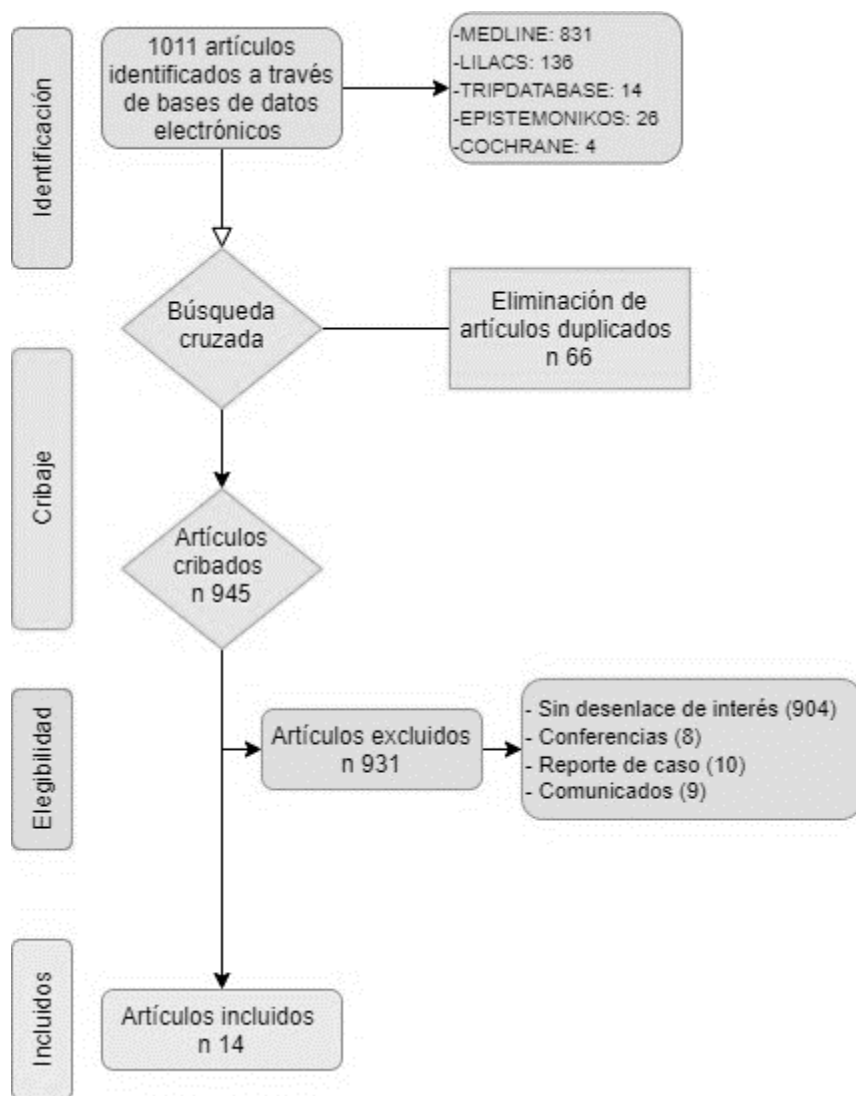 Identificación
1011 artículos
identificados a través
de bases de datos
electrónicos
-MEDLINE: 831
-LILACS: 136
-TRIPDATABASE: 14
-EPISTEMONIKOS: 26
-COCHRANE: 4
Búsqueda
cruzada
Eliminación de
artículos duplicados
n 66
Cribaje
Artículos
cribados
n 945
Elegibilidad
Artículos excluidos
n 931
- Sin desenlace de interés (904)
- Conferencias (8)
- Reporte de caso (10)
- Comunicados (9)
Incluidos
Artículos incluidos
n 14